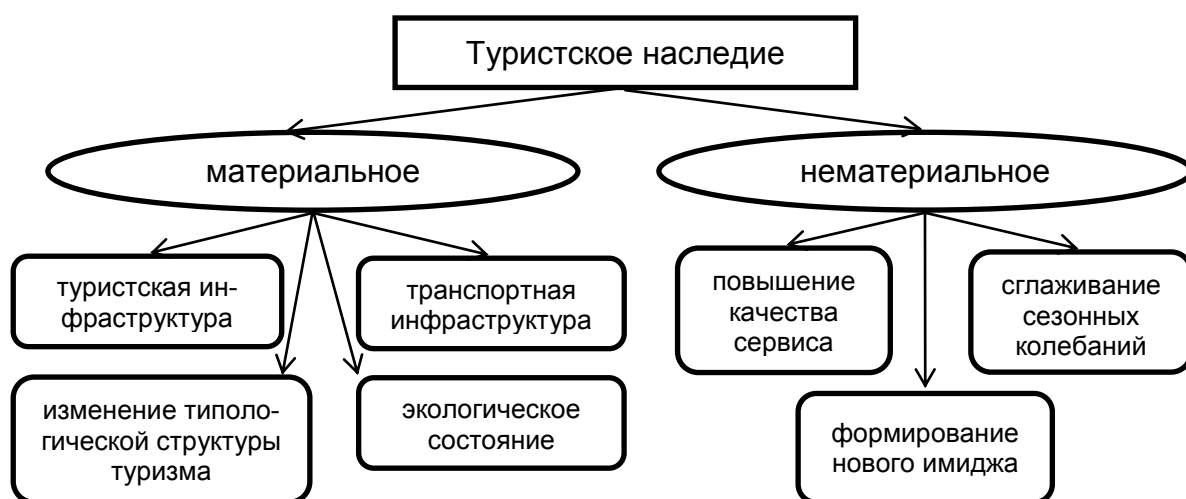 Туристское наследие
материальное
нематериальное
туристская ин-
фраструктура
транспортная
инфраструктура
изменение типоло-
гической структуры
туризма
экологическое
состояние
повышение
качества
сервиса
сглаживание
сезонных
колебаний
формирование
нового имиджа